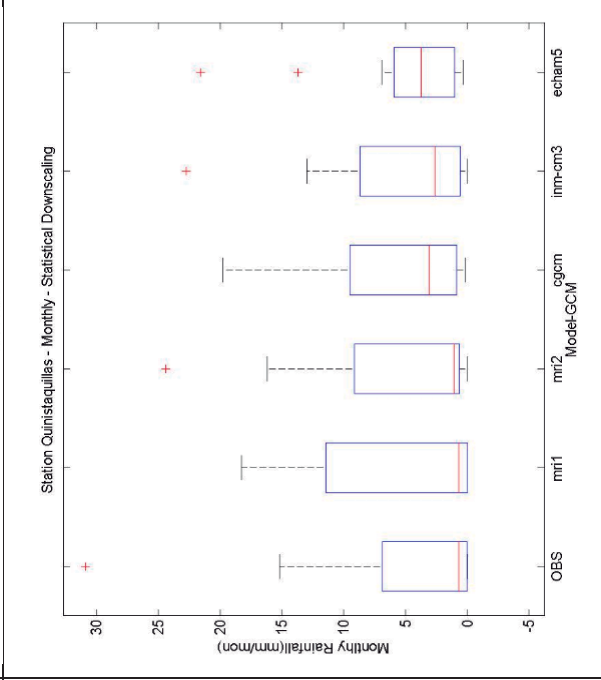 Station Quinistaquillas - Monthly - Statistical Downscaling
Monthly Rainfall(mm/mon)
30
25
20
15
10
5
0
-5
OBS
mri1
mri2
cgcm
inm-cm3
echam5
Model-GCM